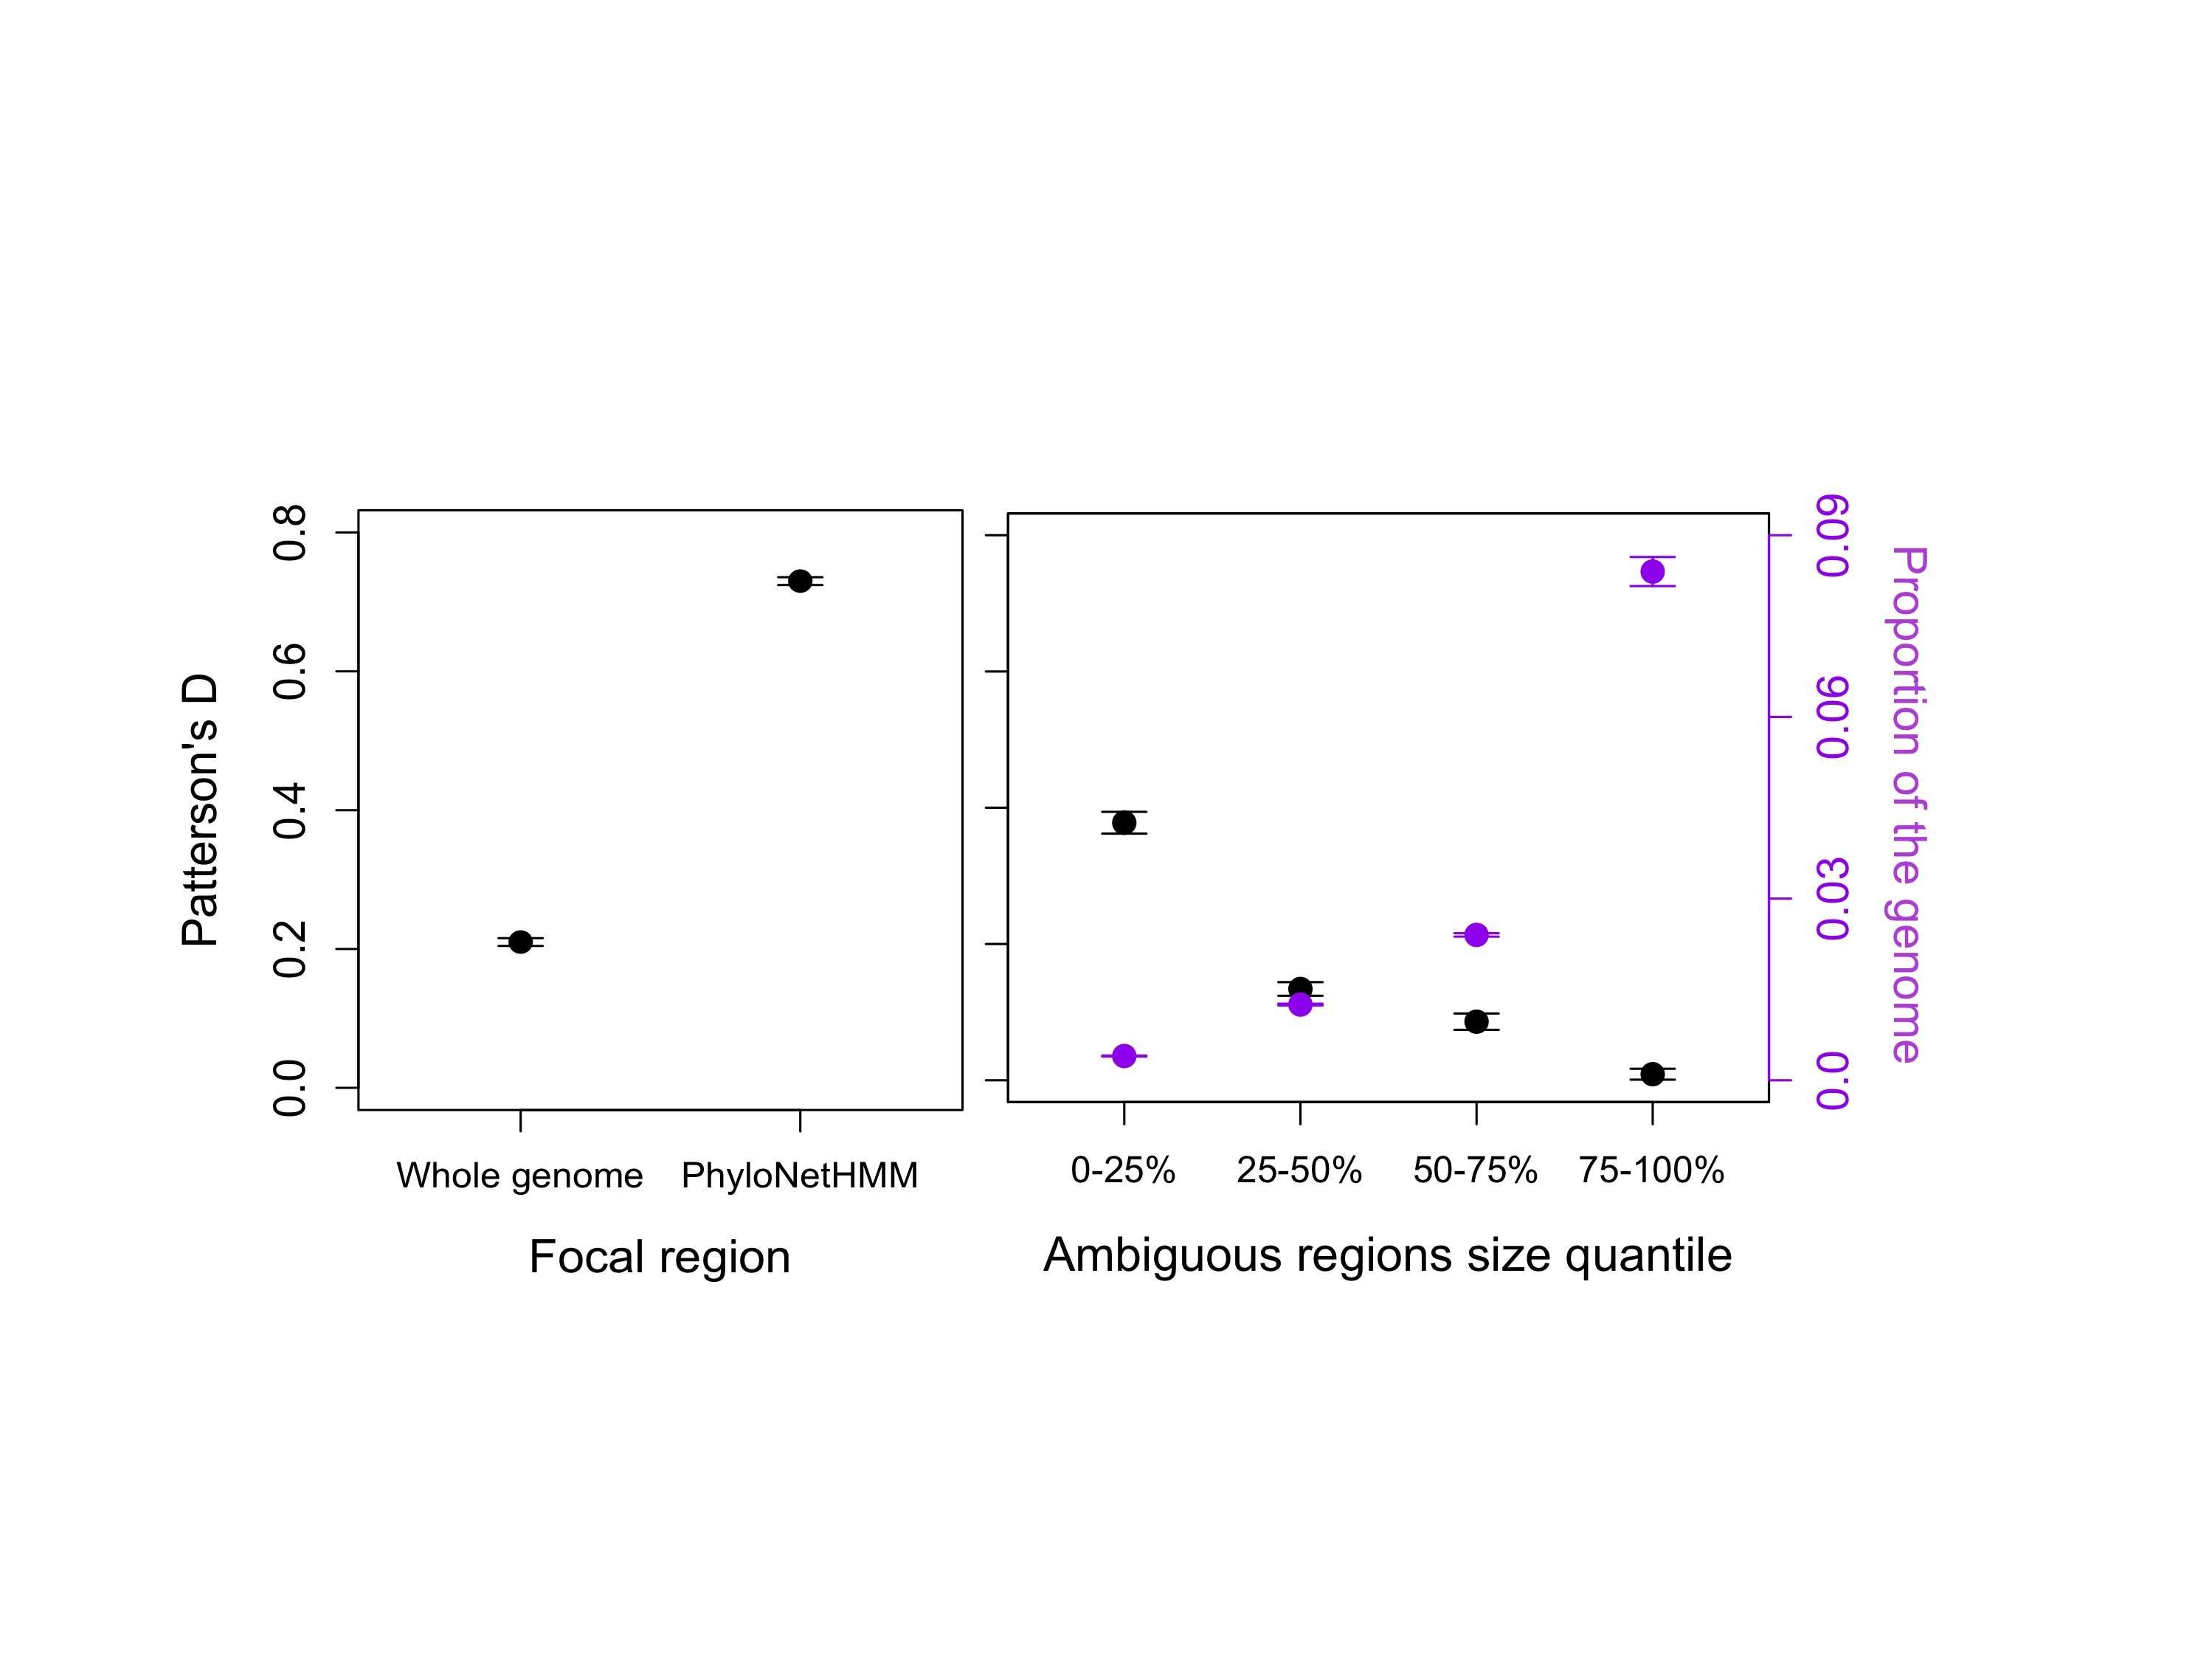 Patterson's D
0.8
0.6
0.4
0.2
0.0
Whole genome
PhyloNetHMM
Focal region
0-25%
25-50%
50-75%
75-100%
Ambiguous regions size quantile
0.09
0.06
0.03
0.0
Proportion of the genome